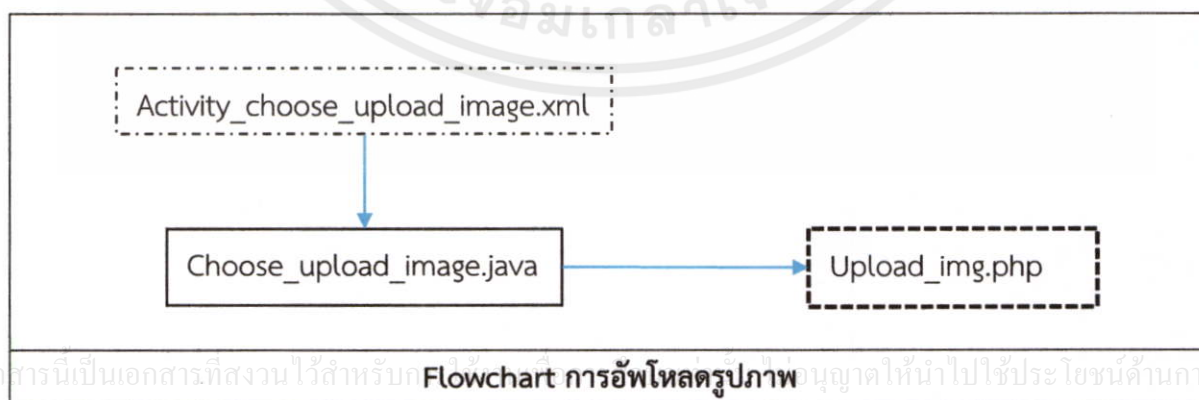 Activity_choose_upload_image.xml
Choose_upload_image.java
Upload_img.php
Flowchart การอัพโหลดรูปภาพ